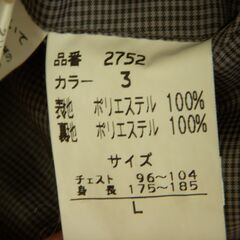 いて
品番 2752
カラー 3
表地 ポリエステル 100%
裏地 ポリエステル 100%
サイズ
チェスト 96~104
身長 175~185
L